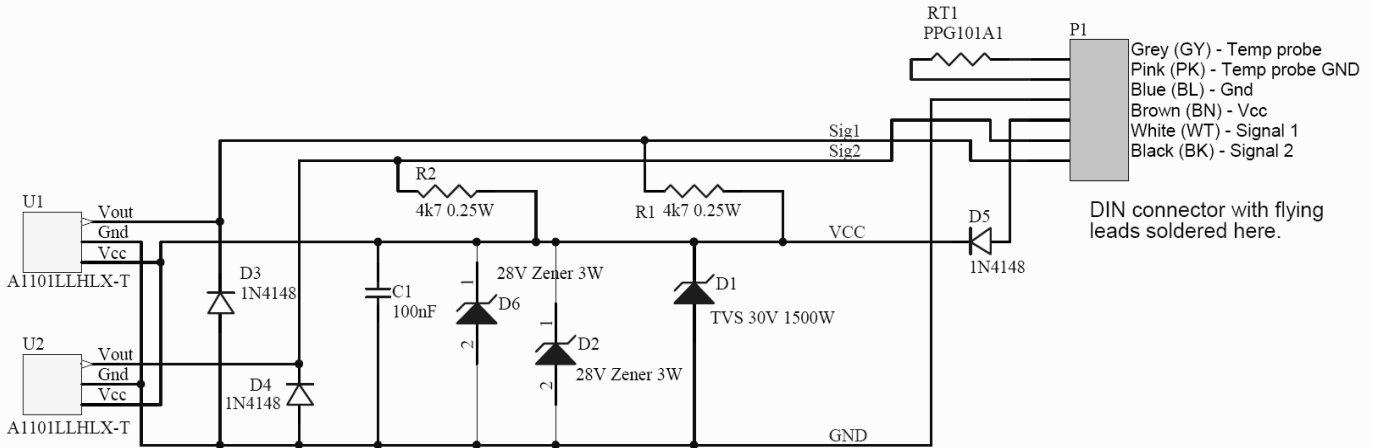 RT1
PPG101A1
P1
Grey (GY) - Temp probe
Pink (PK) - Temp probe GND
Blue (BL) - Gnd
Brown (BN) - Vcc
White (WT) - Signal 1
Black (BK) - Signal 2
Sig1
Sig2
R2
4k7 0.25W
R1 4k7 0.25W
DIN connector with flying
leads soldered here.
U1
Vout
Gnd
Vcc
A1101LLHLX-T
VCC
D5
1N4148
D3
1N4148
C1
100nF
28V Zener 3W
1
D6
2
1
D2
2
28V Zener 3W
D1
TVS 30V 1500W
U2
Vout
Gnd
Vcc
A1101LLHLX-T
D4
1N4148
GND